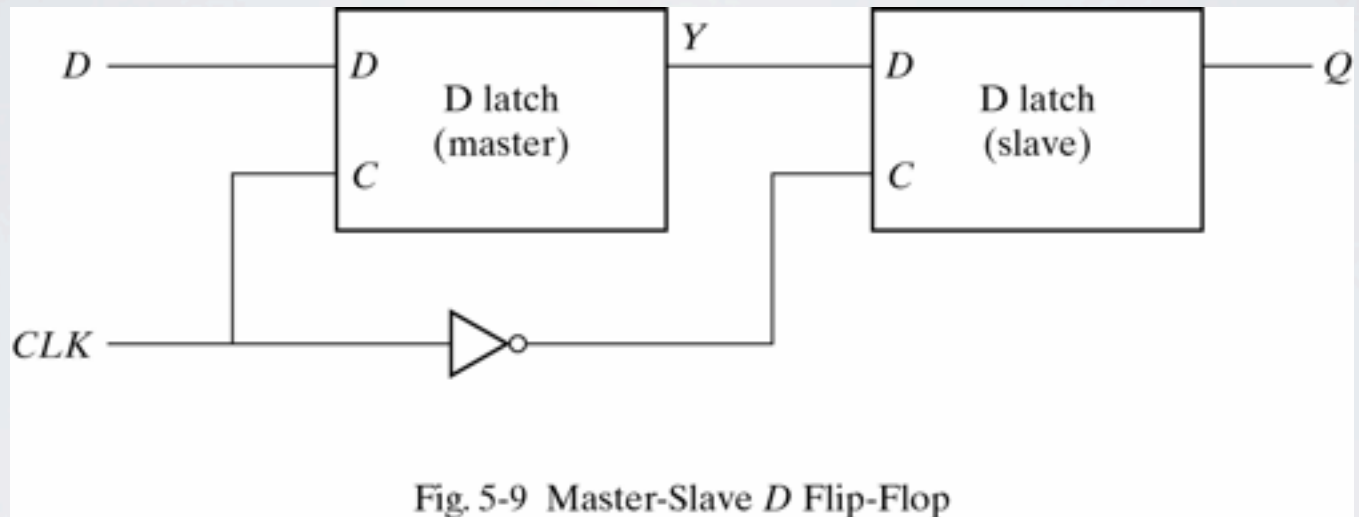 D
D
D latch
(master)
C
Y
D
D latch
(slave)
C
Q
CLK
Fig. 5-9 Master-Slave D Flip-Flop